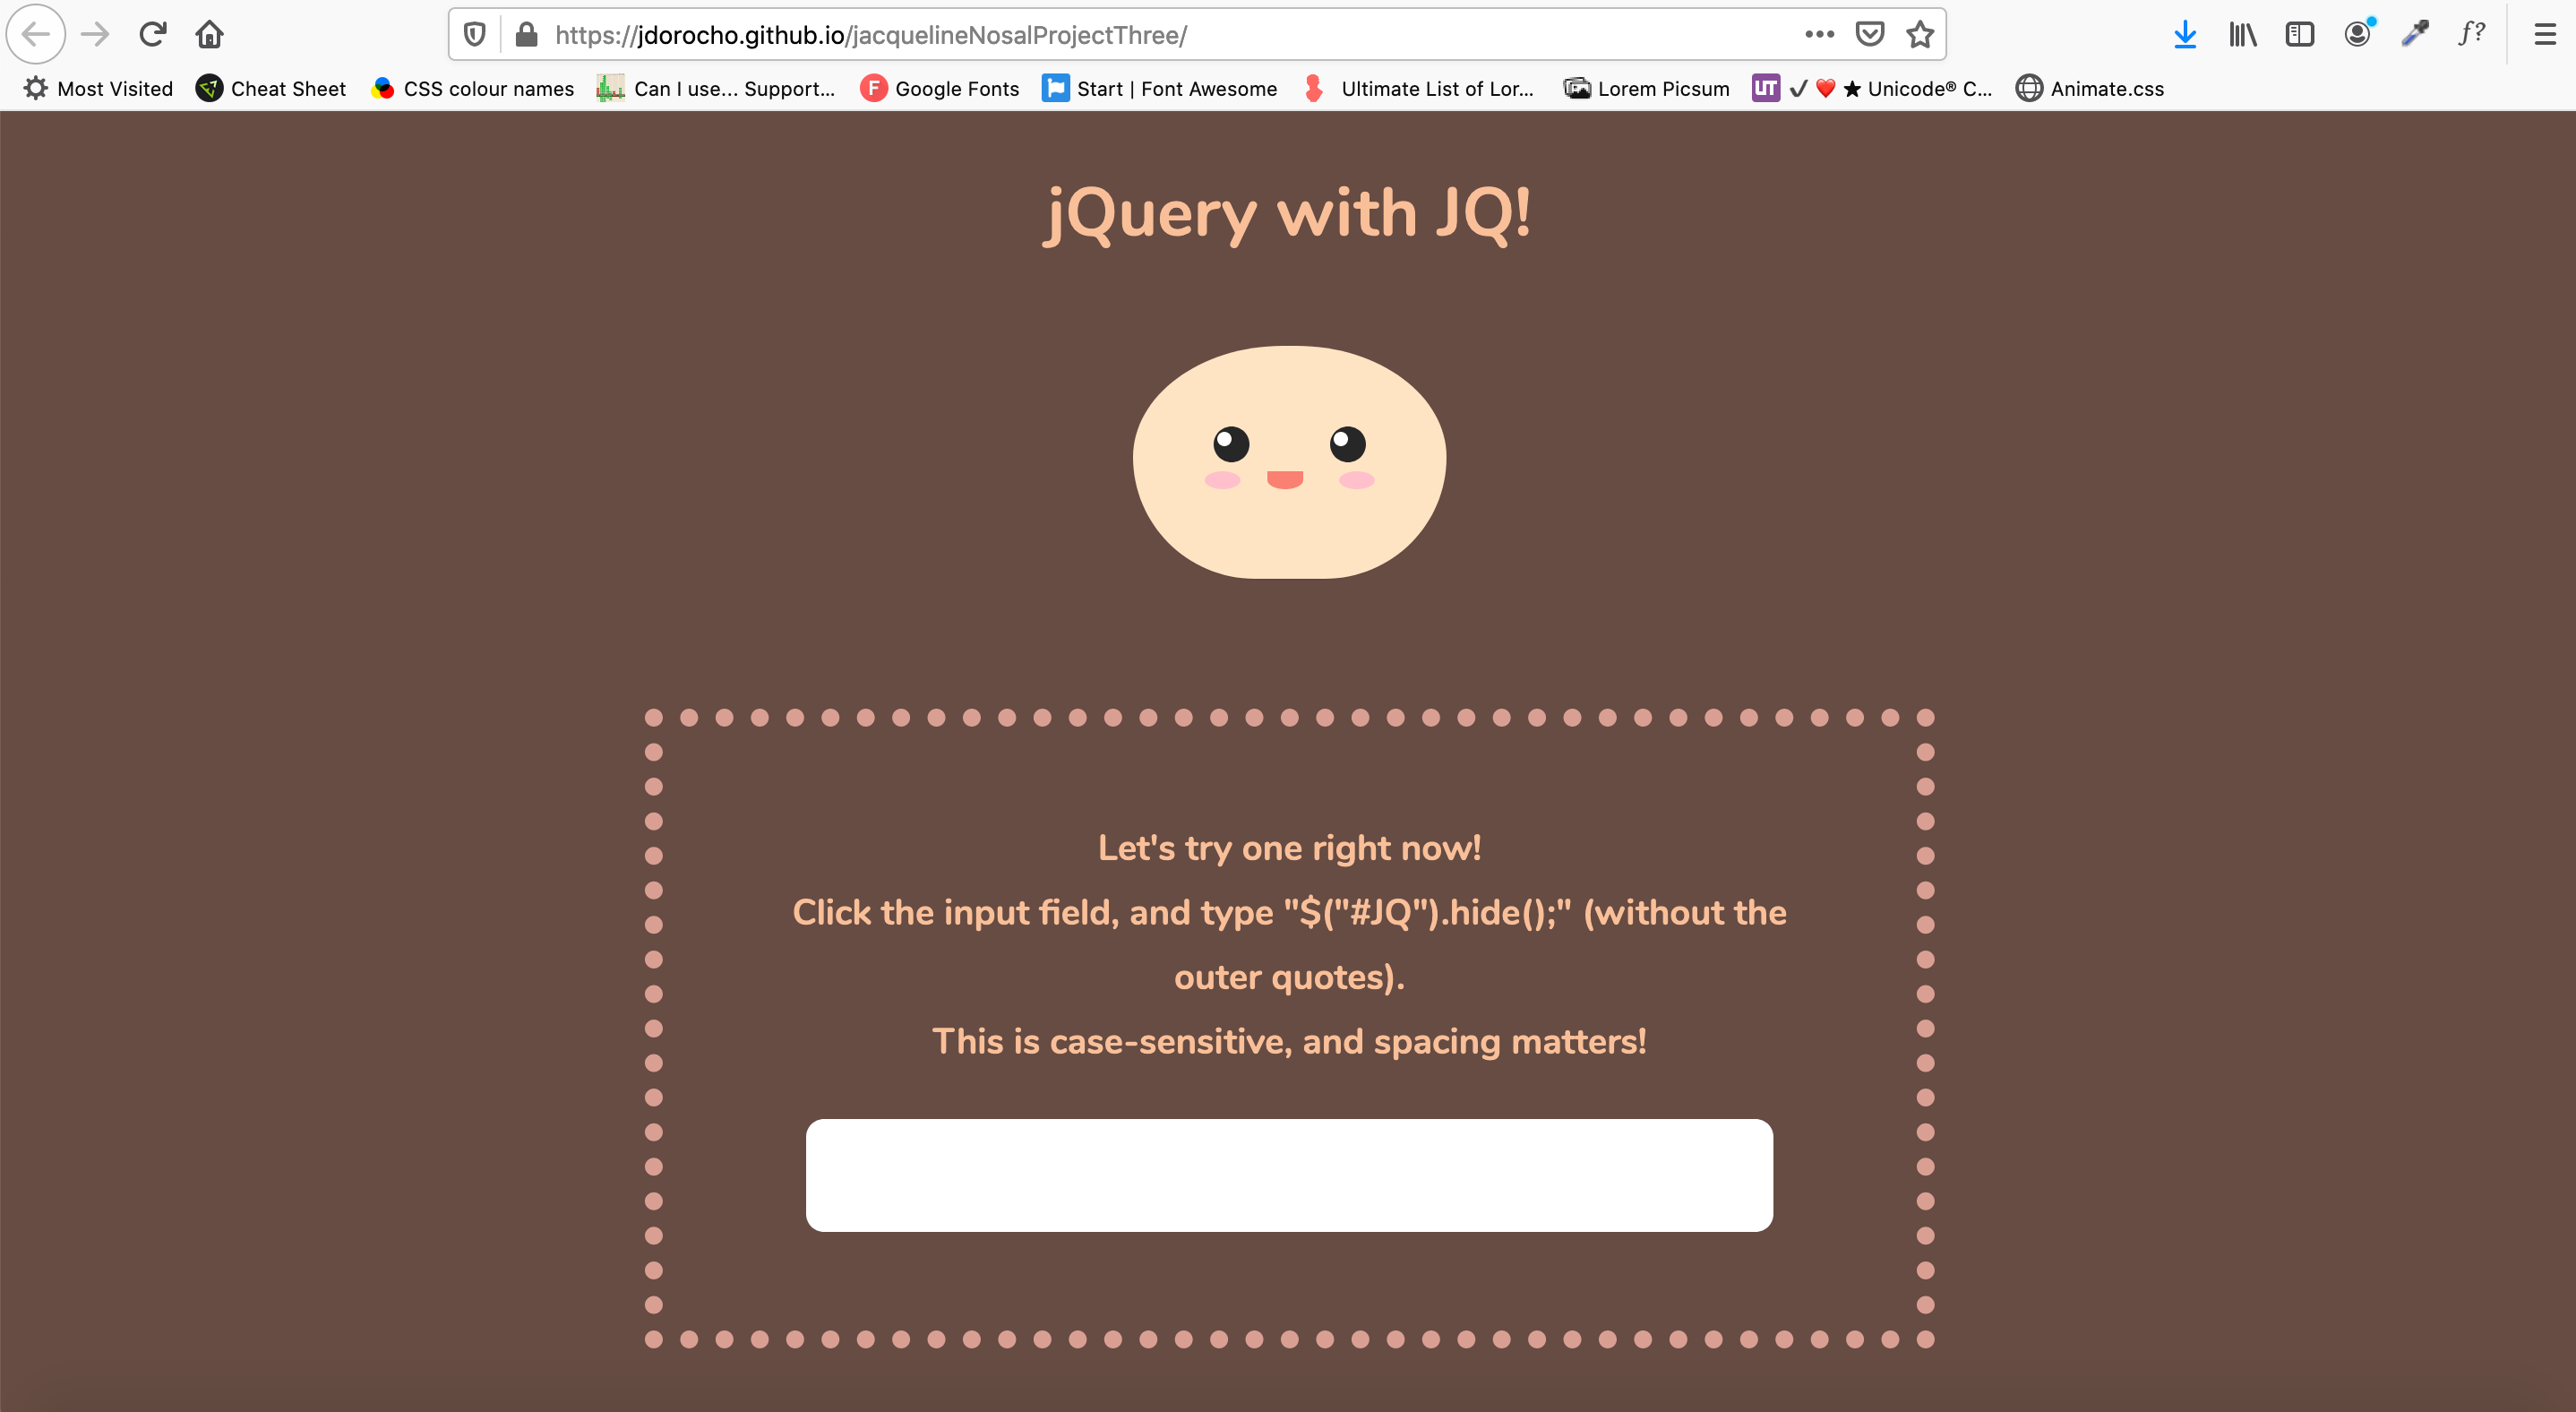 https://jdorocho.github.io/jacquelineNosalProjectThree/
f?
Most Visited Cheat Sheet CSS colour names Can I use... Support... F Google Fonts Start | Font Awesome Ultimate List of Lor... Lorem Picsum UT ✓ ❤️ ★ Unicode® C... Animate.css
jQuery with JQ!
Let's try one right now!
Click the input field, and type "$("#JQ").hide();" (without the
outer quotes).
This is case-sensitive, and spacing matters!